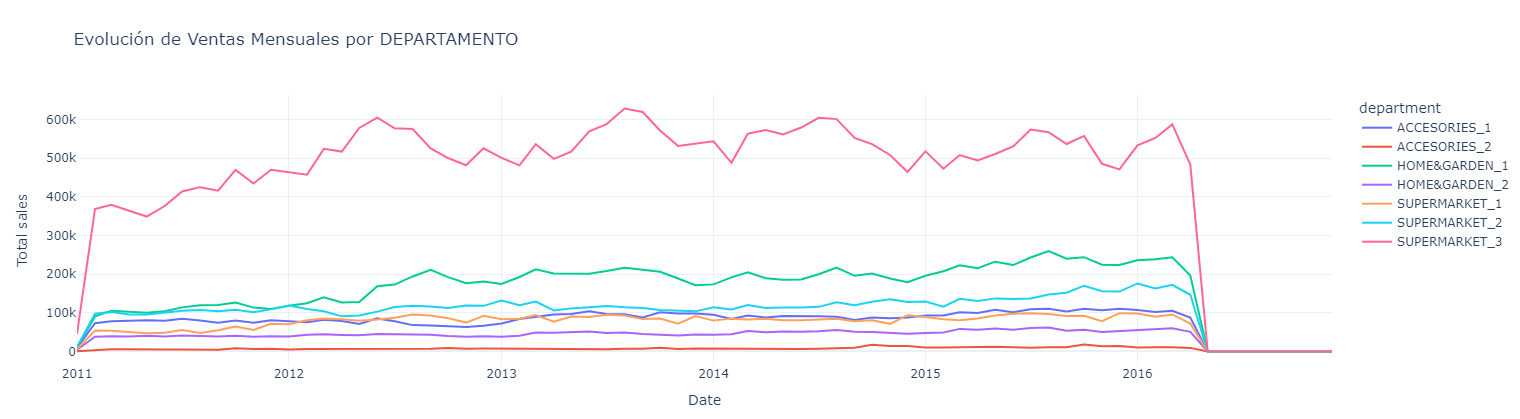 Evolución de Ventas Mensuales por DEPARTAMENTO
Total sales
600k
500k
400k
300k
200k
100k
0
2011
2012
2013
2014
2015
2016
Date
department
ACCESORIES_1
ACCESORIES_2
HOME&GARDEN_1
HOME&GARDEN_2
SUPERMARKET_1
SUPERMARKET_2
SUPERMARKET_3